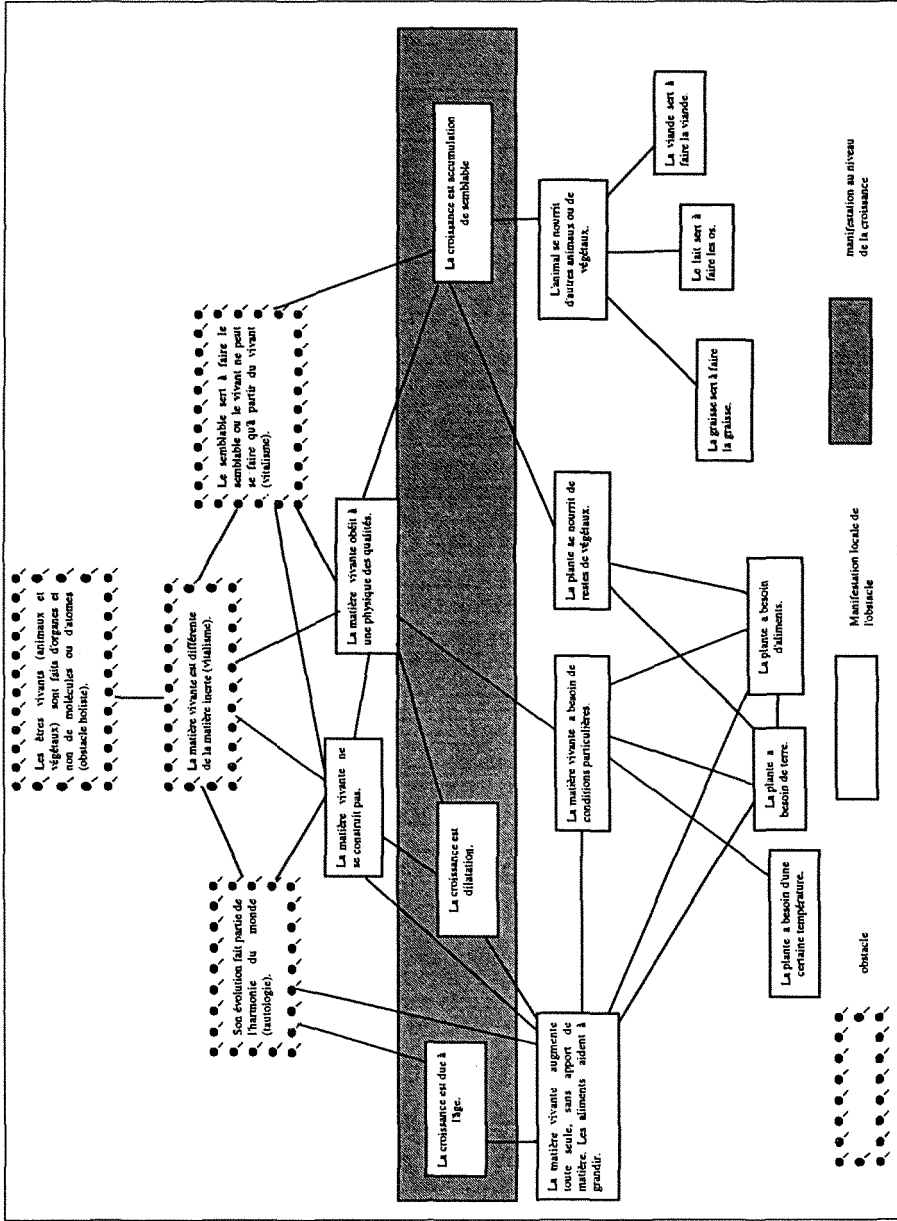 Les êtres vivants (animaux et
végétaux) sont faits d'organes et
non de molécules ou d'atomes
(obstacle holiste).
Son évolution fait partie de
l'harmonie du monde
(tautologie).
La matière vivante est différente
de la matière inerte (vitalisme).
Le semblable sert à faire le
semblable ou le vivant ne peut
se faire qu'à partir du vivant
(vitalisme).
La matière vivante ne
se construit pas.
La matière vivante obéit à
une physique des qualités.
La croissance est due à
l'âge.
La croissance est
dilatation.
La croissance est accumulation
de semblable
La matière vivante augmente
toute seule, sans apport de
matière. Les aliments aident à
grandir.
La matière vivante a besoin de
conditions particulières.
La plante se nourrit de
restes de végétaux.
L'animal se nourrit
d'autres animaux ou de
végétaux.
La plante a besoin d'une
certaine température.
La plante a
besoin de terre.
La plante a besoin
d'aliments.
La graisse sert à faire
la graisse.
Le lait sert à
faire les os.
La viande sert à
faire la viande.
obstacle
Manifestation locale de
l'obstacle
manifestation au niveau
de la croissance